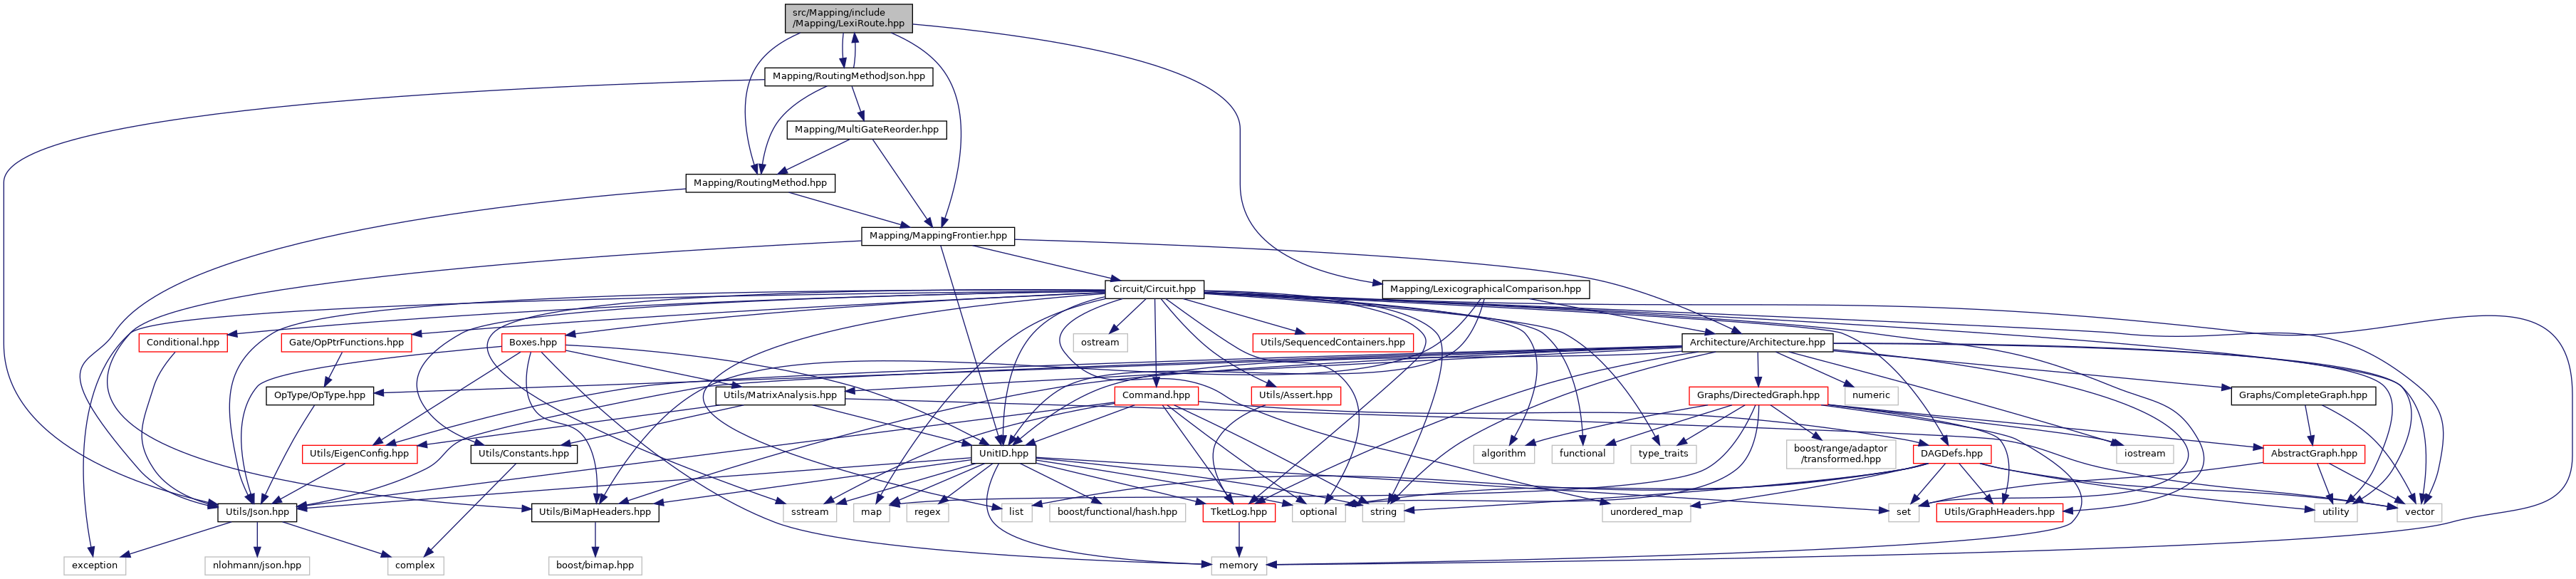 src/Mapping/include
/Mapping/LexiRoute.hpp
Mapping/RoutingMethodJson.hpp
Mapping/MultiGateReorder.hpp
Mapping/RoutingMethod.hpp
Mapping/MappingFrontier.hpp
Circuit/Circuit.hpp
Mapping/LexicographicalComparison.hpp
Conditional.hpp
Gate/OpPtrFunctions.hpp
Boxes.hpp
ostream
Utils/SequencedContainers.hpp
Architecture/Architecture.hpp
OpType/OpType.hpp
Utils/MatrixAnalysis.hpp
Command.hpp
Utils/Assert.hpp
Graphs/DirectedGraph.hpp
numeric
Graphs/CompleteGraph.hpp
Utils/EigenConfig.hpp
Utils/Constants.hpp
UnitID.hpp
algorithm
functional
type_traits
boost/range/adaptor
/transformed.hpp
DAGDefs.hpp
iostream
AbstractGraph.hpp
Utils/Json.hpp
Utils/BiMapHeaders.hpp
sstream
map
regex
list
boost/functional/hash.hpp
TketLog.hpp
optional
string
unordered_map
set
Utils/GraphHeaders.hpp
utility
vector
exception
nlohmann/json.hpp
complex
boost/bimap.hpp
memory